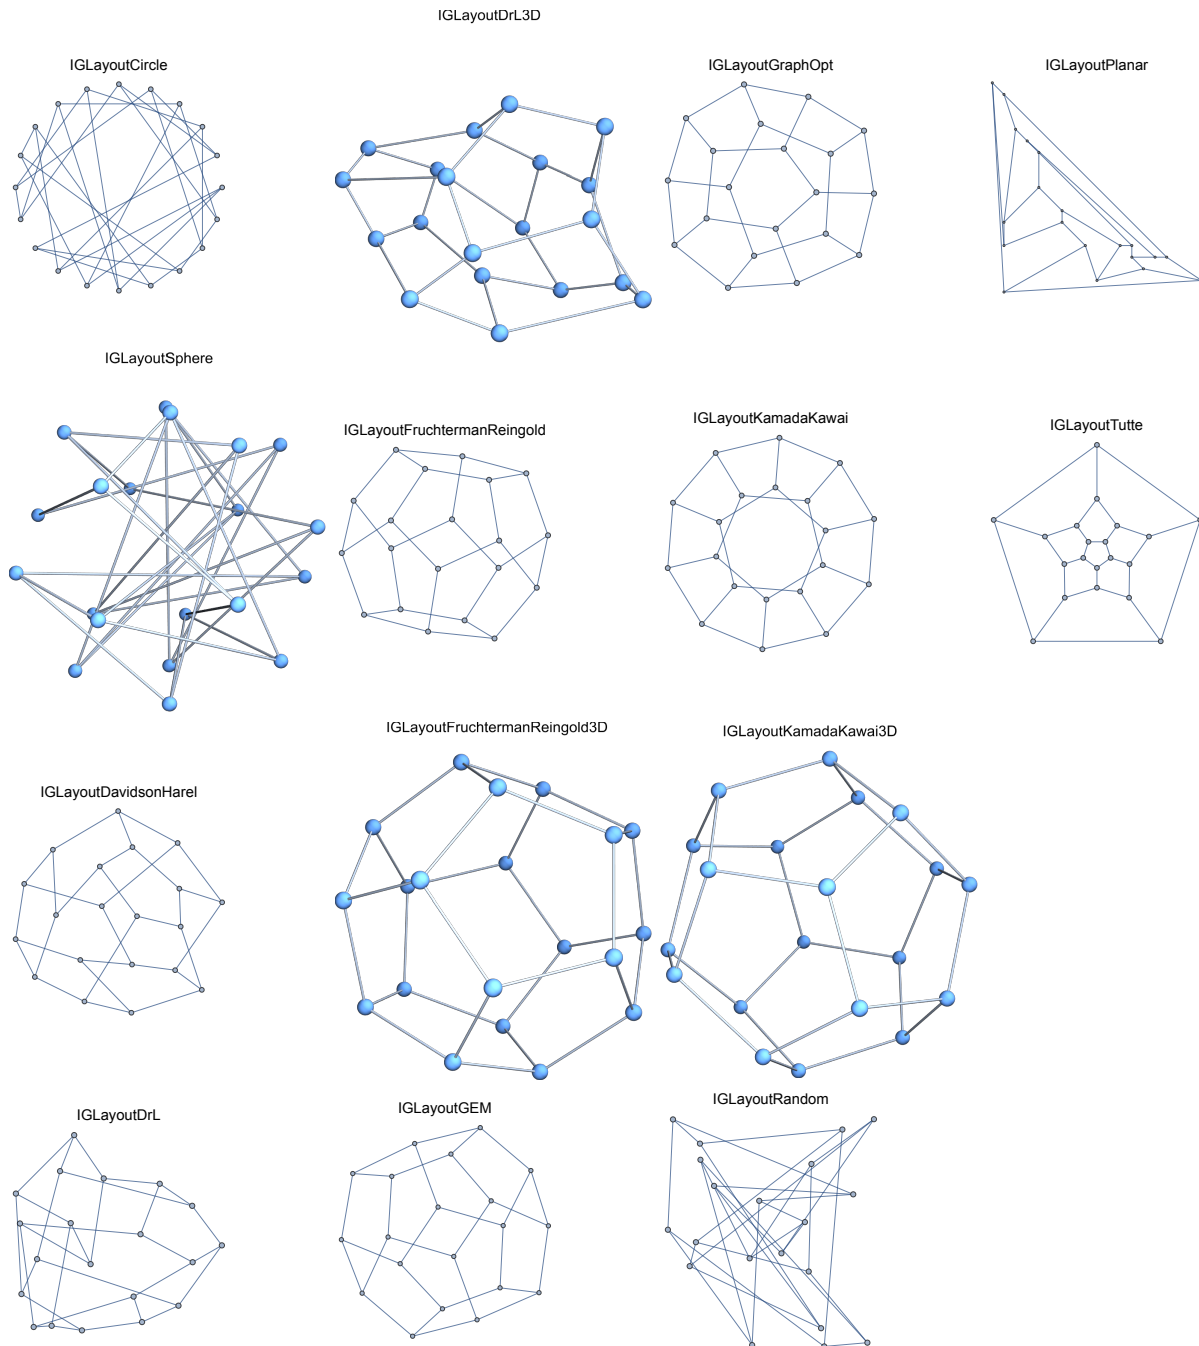 IGLayoutDrL3D
IGLayoutCircle
IGLayoutGraphOpt
IGLayoutPlanar
IGLayoutSphere
IGLayoutFruchtermanReingold
IGLayoutKamadaKawai
IGLayoutTutte
IGLayoutFruchtermanReingold3D
IGLayoutKamadaKawai3D
IGLayoutDavidsonHarel
IGLayoutDrL
IGLayoutGEM
IGLayoutRandom